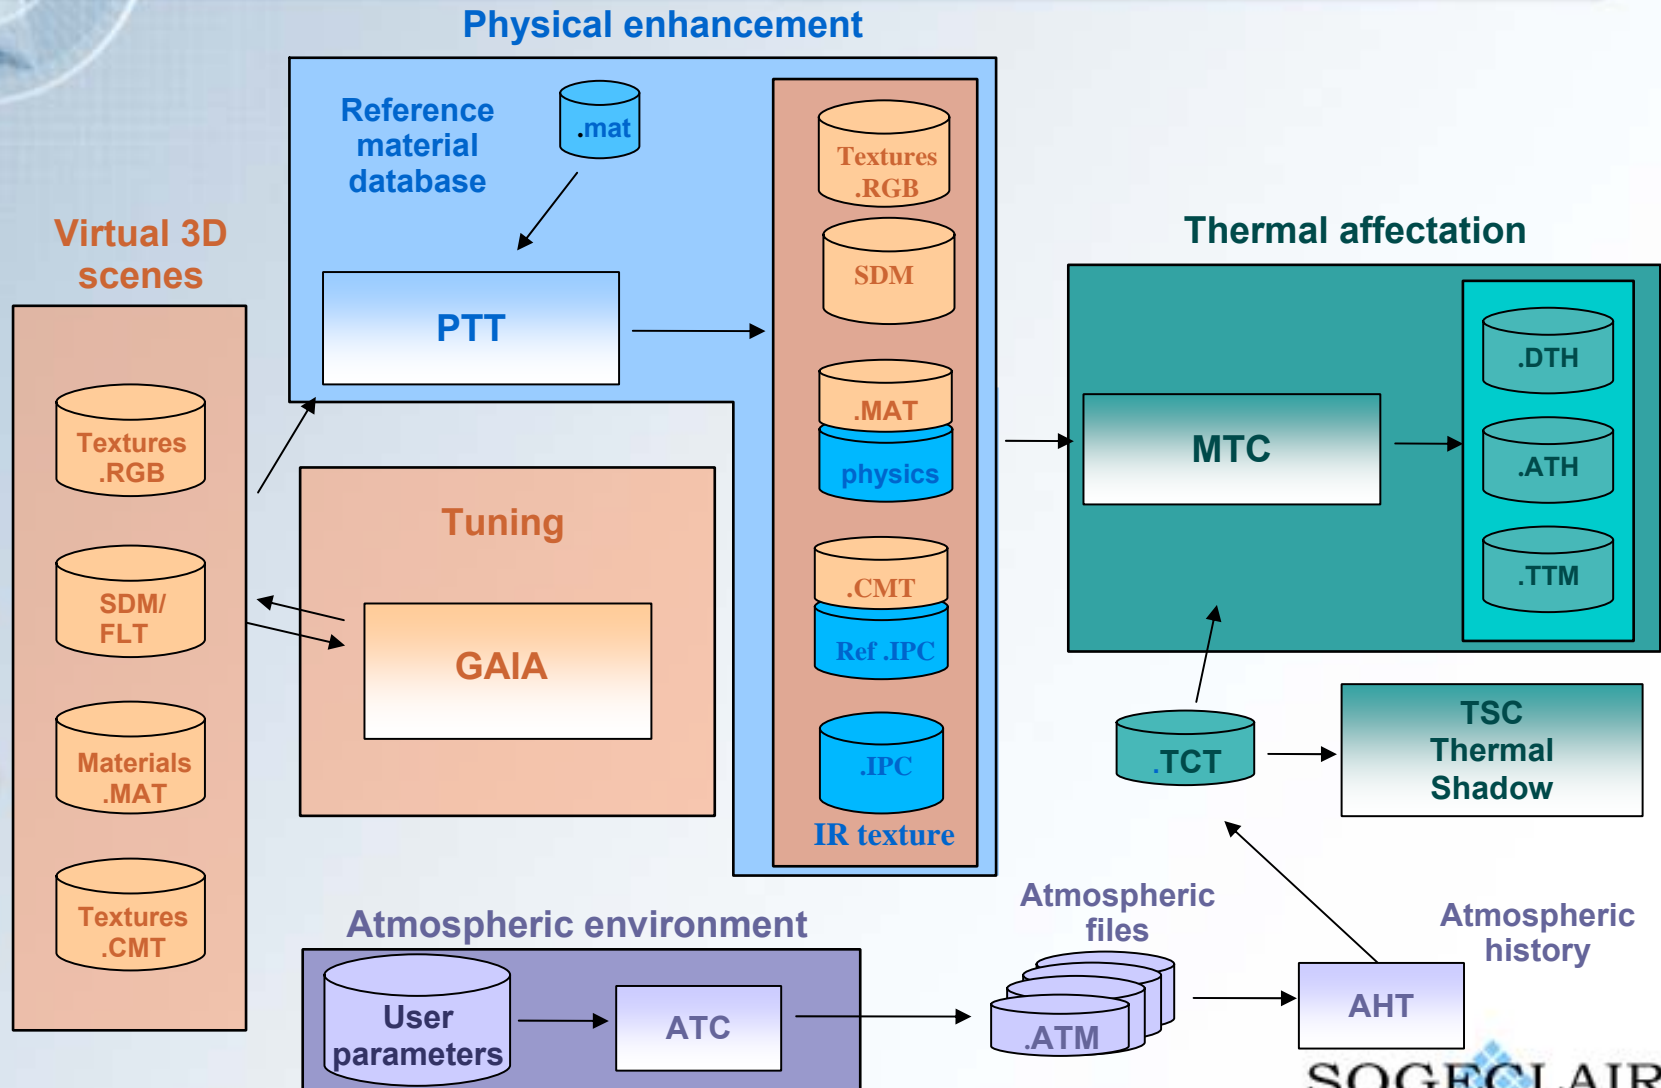 Physical enhancement
Reference
material
database
.mat
PTT
Textures
.RGB
SDM
.MAT
physics
.CMT
Ref .IPC
.IPC
IR texture
Virtual 3D
scenes
Textures
.RGB
SDM/
FLT
Materials
.MAT
Textures
.CMT
Tuning
GAIA
Thermal affectation
MTC
.DTH
.ATH
.TTM
.TCT
TSC
Thermal
Shadow
Atmospheric environment
User
parameters
ATC
Atmospheric
files
.ATM
Atmospheric
history
AHT
SOGECLAIR